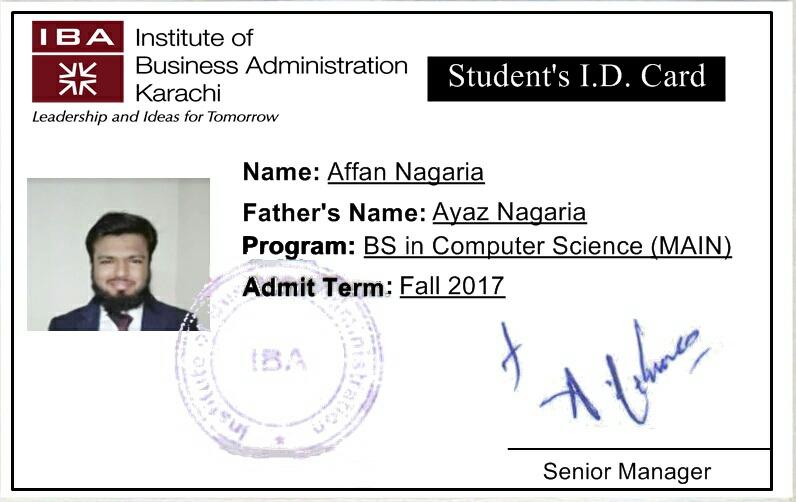 IBA
Institute of
Business Administration
Karachi
Leadership and Ideas for Tomorrow
Student's I.D. Card
Name: Affan Nagaria
Father's Name: Ayaz Nagaria
Program: BS in Computer Science (MAIN)
Admit Term: Fall 2017
Institute of Business Administration
IBA
Senior Manager